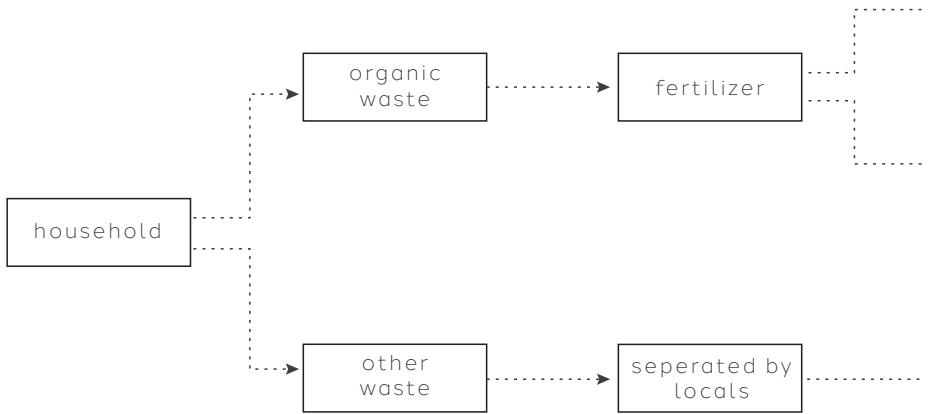 organic
waste
fertilizer
household
other
waste
seperated by
locals